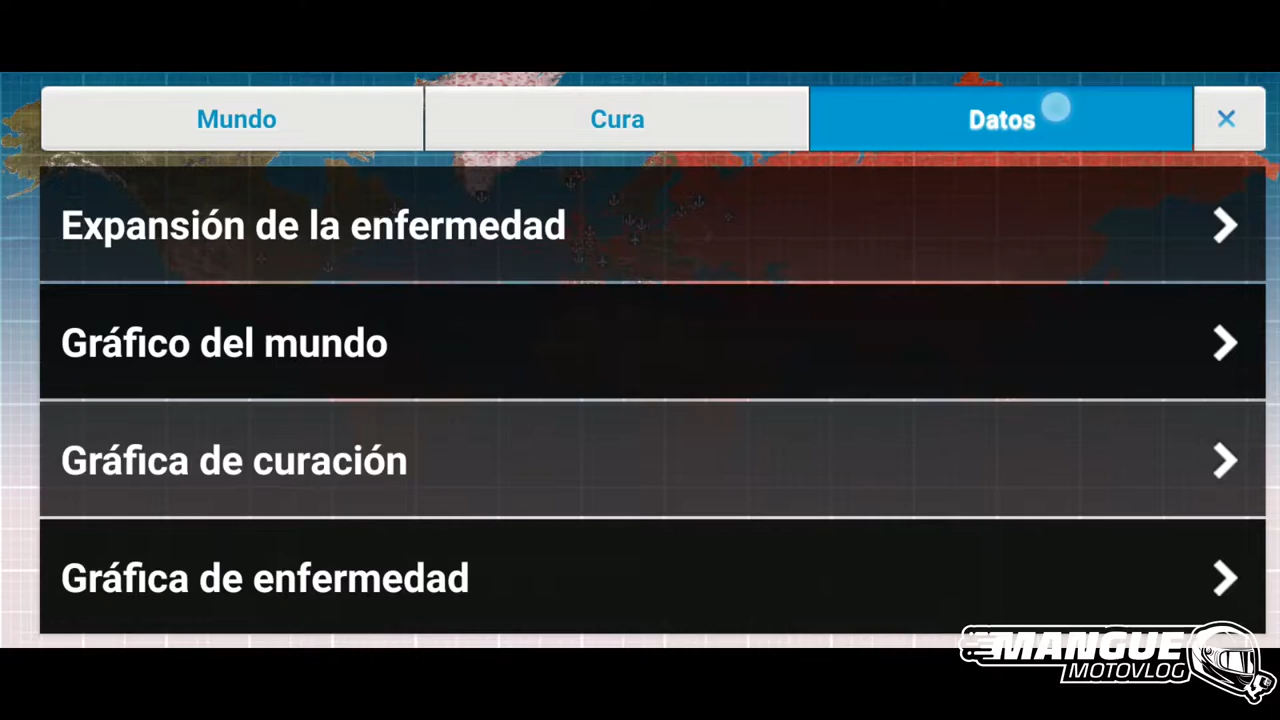 Mundo
Cura
Datos
Expansión de la enfermedad
Gráfico del mundo
Gráfica de curación
Gráfica de enfermedad
MANGUE
MOTOVLOG